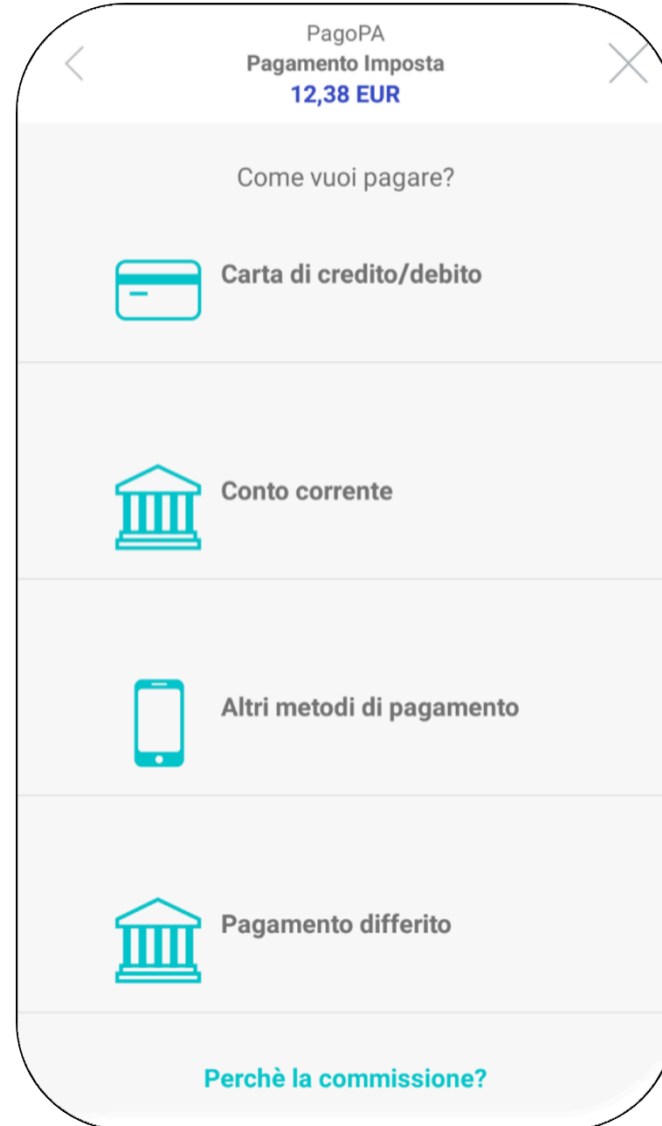 PagoPA
Pagamento Imposta
12,38 EUR
Come vuoi pagare?
Carta di credito/debito
Conto corrente
Altri metodi di pagamento
Pagamento differito
Perchè la commissione?